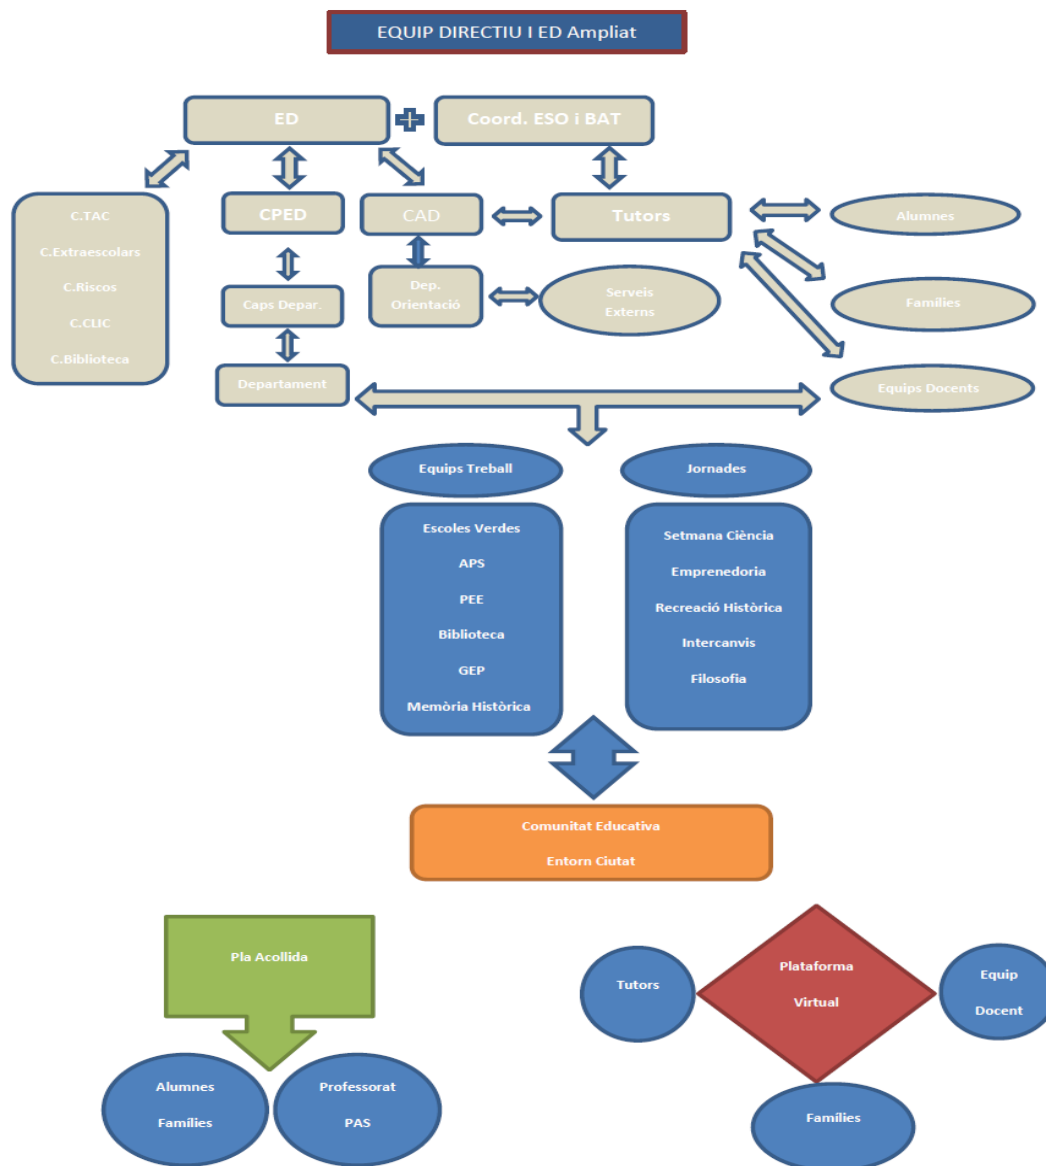 EQUIP DIRECTIU I ED Ampliat
ED
Coord. ESO i BAT
C.TAC
C.Extraescolars
C.Riscos
C.CLIC
C.Biblioteca
CPED
CAD
Tutors
Alumnes
Caps Depar.
Dep.
Orientació
Serveis
Externs
Famílies
Departament
Equips Docents
Equips Treball
Jornades
Escoles Verdes
APS
PEE
Biblioteca
GEP
Memòria Històrica
Setmana Ciència
Emprenedoria
Recreació Històrica
Intercanvis
Filosofia
Comunitat Educativa
Entorn Ciutat
Pla Acollida
Alumnes
Famílies
Professorat
PAS
Tutors
Plataforma
Virtual
Equip
Docent
Famílies